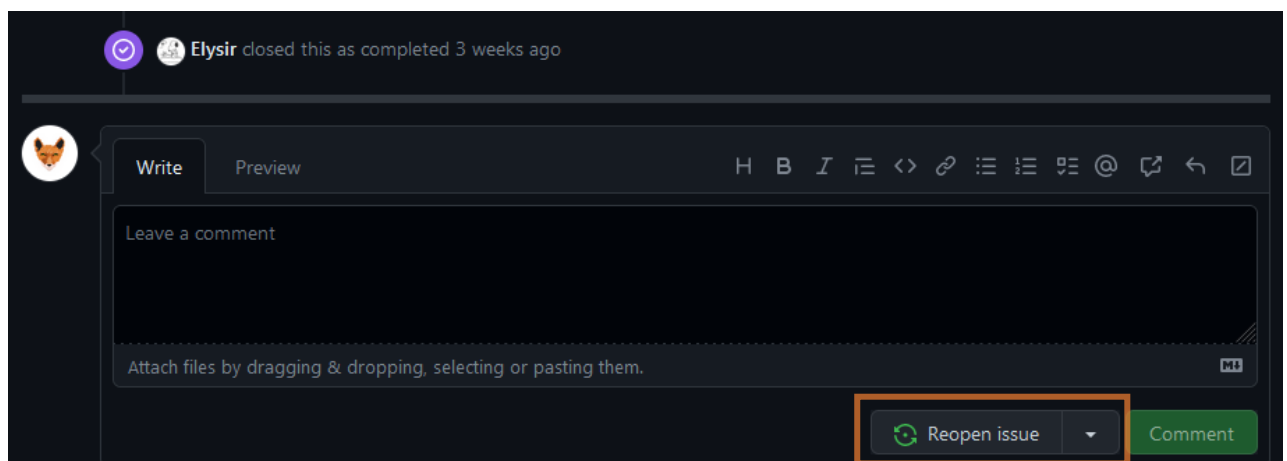 Elysir closed this as completed 3 weeks ago
Write Preview
Leave a comment
Attach files by dragging & dropping, selecting or pasting them.
Reopen issue Comment